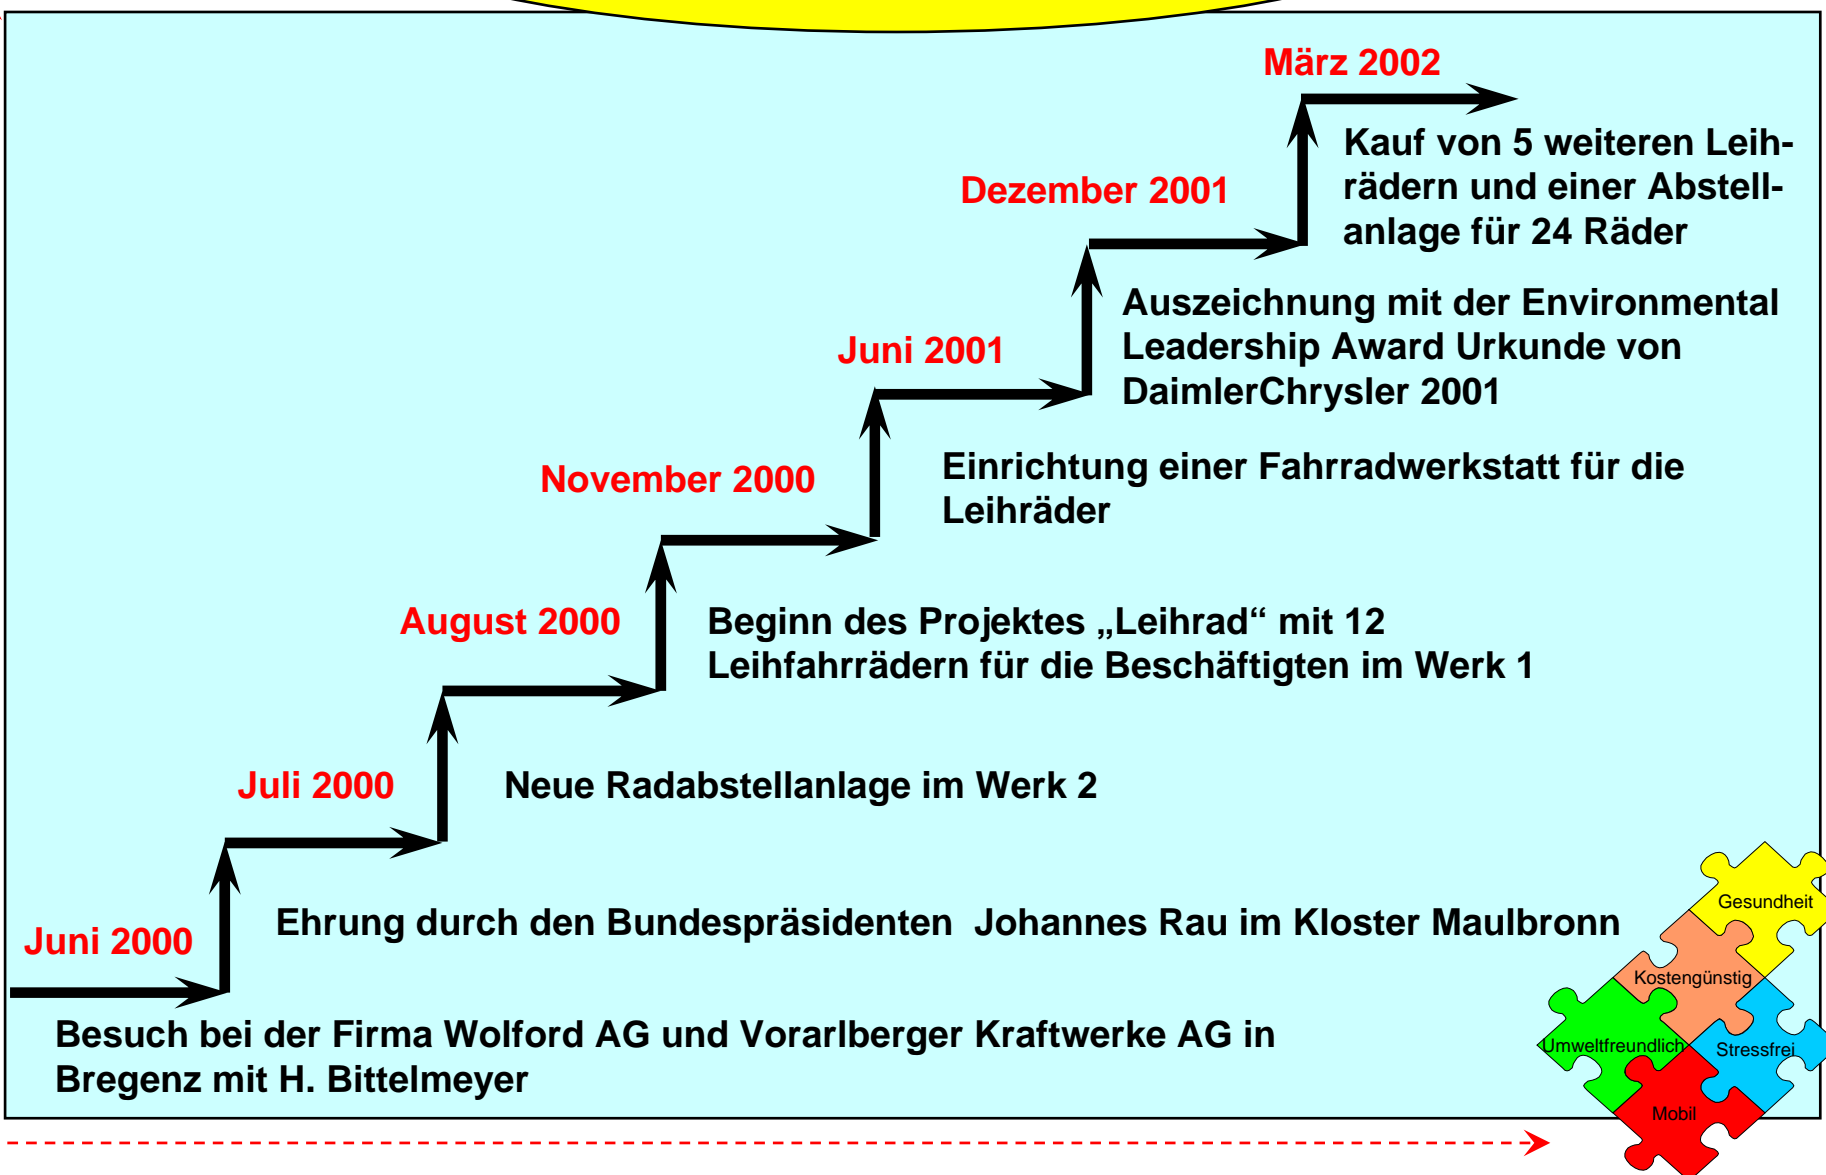 März 2002
Kauf von 5 weiteren Leih-
rädern und einer Abstell-
anlage für 24 Räder
Dezember 2001
Auszeichnung mit der Environmental
Leadership Award Urkunde von
DaimlerChrysler 2001
Juni 2001
Einrichtung einer Fahrradwerkstatt für die
Leihräder
November 2000
Beginn des Projektes „Leihrad“ mit 12
Leihfahrrädern für die Beschäftigten im Werk 1
August 2000
Neue Radabstellanlage im Werk 2
Juli 2000
Ehrung durch den Bundespräsidenten  Johannes Rau im Kloster Maulbronn
Juni 2000
Besuch bei der Firma Wolford AG und Vorarlberger Kraftwerke AG in
Bregenz mit H. Bittelmeyer
Gesundheit
Kostengünstig
Umweltfreundlich
Stressfrei
Mobil